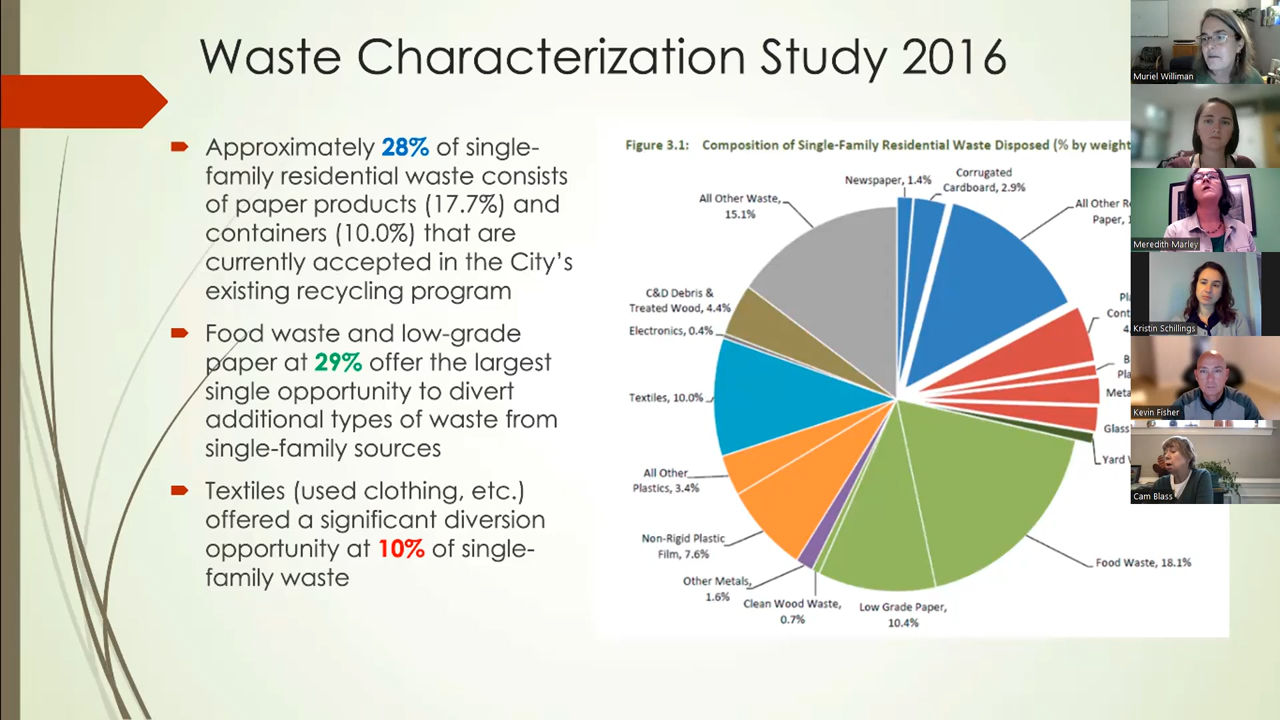 Waste Characterization Study 2016
Approximately 28% of single-
family residential waste consists
of paper products (17.7%) and
containers (10.0%) that are
currently accepted in the City's
existing recycling program
Food waste and low-grade
paper at 29% offer the largest
single opportunity to divert
additional types of waste from
single-family sources
Textiles (used clothing, etc.)
offered a significant diversion
opportunity at 10% of single-
family waste
Figure 3.1: Composition of Single-Family Residential Waste Disposed (% by weight
Newspaper, 1.4%
Corrugated
Cardboard, 2.9%
All Other
Paper,
Glass
Yard
Food Waste, 18.1%
Low Grade Paper,
10.4%
Clean Wood Waste,
0.7%
Other Metals,
1.6%
Non-Rigid Plastic
Film, 7.6%
All Other
Plastics, 3.4%
Textiles, 10.0%
Electronics, 0.4%
C&D Debris &
Treated Wood, 4.4%
All Other Waste,
15.1%
Muriel Williman
Meredith Marley
Kristin Schillings
Kevin Fisher
Cam Blass